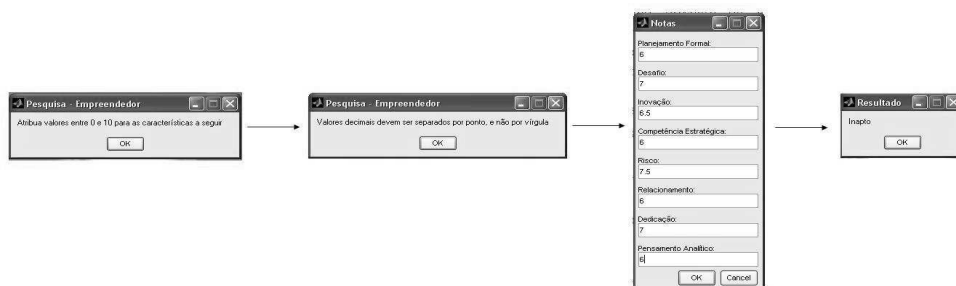 Pesquisa - Empreendedor
Atribua valores entre 0 e 10 para as características a seguir
OK
Pesquisa - Empreendedor
Valores decimais devem ser separados por ponto, e não por vírgula
OK
Notas
Planejamento Formal:
6
Desafio:
7
Inovação:
6.5
Competência Estratégica:
6
Risco:
7.5
Relacionamento:
6
Dedicação:
7
Pensamento Analítico:
6
OK Cancel
Resultado
Inapto
OK